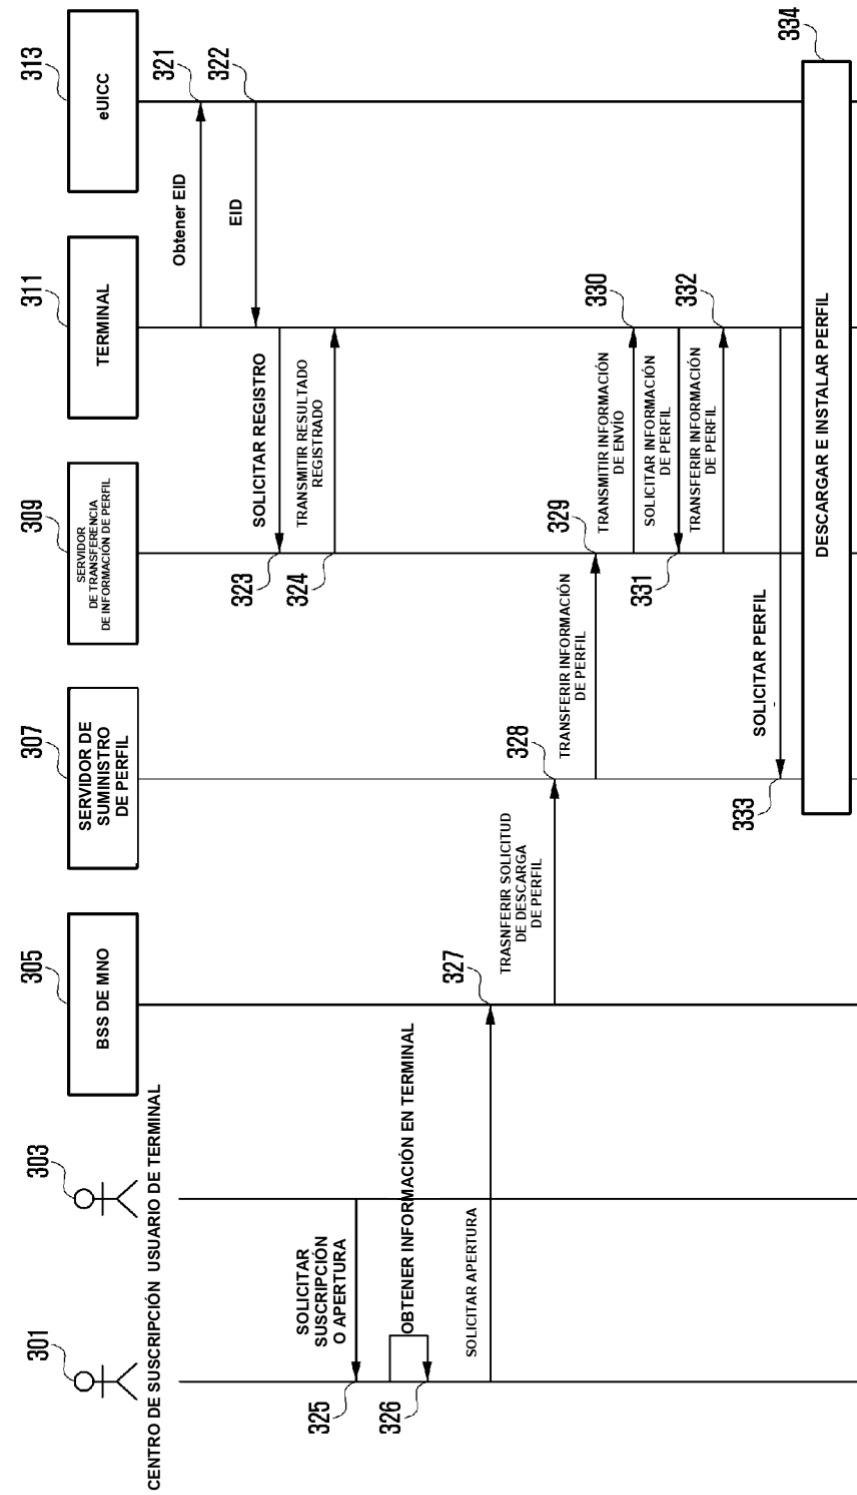 301
303
305
307
309
311
313
CENTRO DE SUSCRIPCIÓN
USUARIO DE TERMINAL
BSS DE MNO
SERVIDOR DE
SUMINISTRO
DE PERFIL
SERVIDOR
DE TRANSFERENCIA
DE INFORMACIÓN DE PERFIL
TERMINAL
eUICC
Obtener EID
321
EID
322
SOLICITAR REGISTRO
323
TRANSMITIR RESULTADO
REGISTRADO
324
SOLICITAR
SUSCRIPCIÓN
O APERTURA
325
OBTENER INFORMACIÓN EN TERMINAL
326
SOLICITAR APERTURA
327
TRASNFERIR SOLICITUD
DE DESCARGA
DE PERFIL
328
TRANSFERIR INFORMACIÓN
DE PERFIL
329
TRANSMITIR INFORMACIÓN
DE ENVÍO
330
SOLICITAR INFORMACIÓN
DE PERFIL
331
TRANSFERIR INFORMACIÓN
DE PERFIL
332
SOLICITAR PERFIL
333
DESCARGAR E INSTALAR PERFIL
334